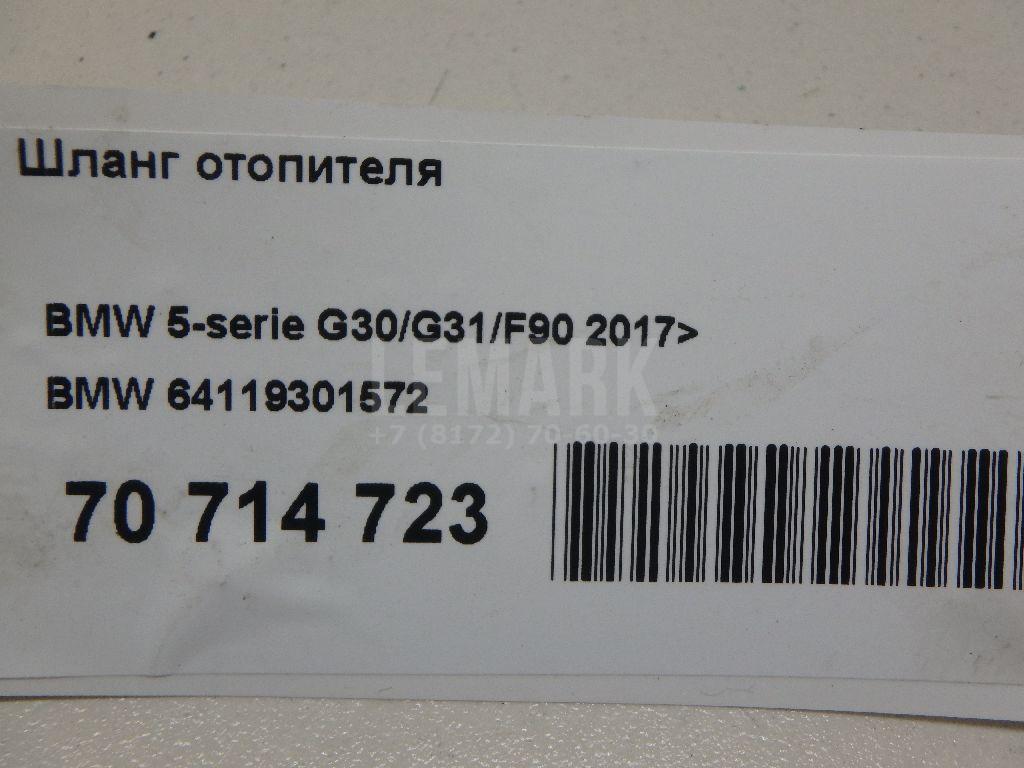 Шланг отопителя
BMW 5-serie G30/G31/F90 2017>
BMW 64119301572
LEMARK
+7 (8172) 70-60-30
70 714 723